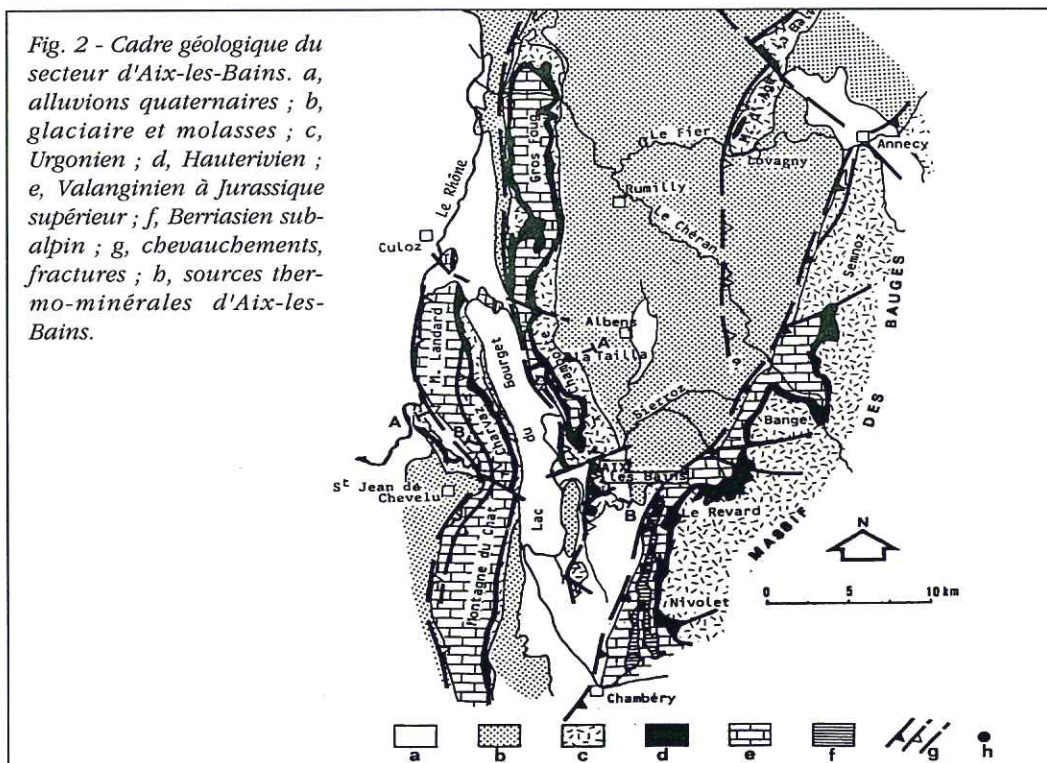 Fig. 2 - Cadre géologique du
secteur d'Aix-les-Bains. a,
alluvions quaternaires ; b,
glaciaire et molasses ; c,
Urgonien ; d, Hauterivien ;
e, Valanginien à Jurassique
supérieur ; f, Berriasien sub-
alpin ; g, chevauchements,
fractures ; h, sources ther-
mo-minérales d'Aix-les-
Bains.
Le Rhône
Culoz
Gros Foug
Le Fier
Rumilly
Le Chéran
Lovagny
Annecy
Semnoz
MASSIF DES BAUGES
Albens
A
La Tailla
Chambotte
Sierroz
Bange
M. Landard
Charvaz
Lac du Bourget
A
B
St Jean de
Chevelu
AIX
les Bains
B
Le Revard
Montagne du Chat
Nivolet
Chambéry
N
0 5 10 km
a b c d e f g h